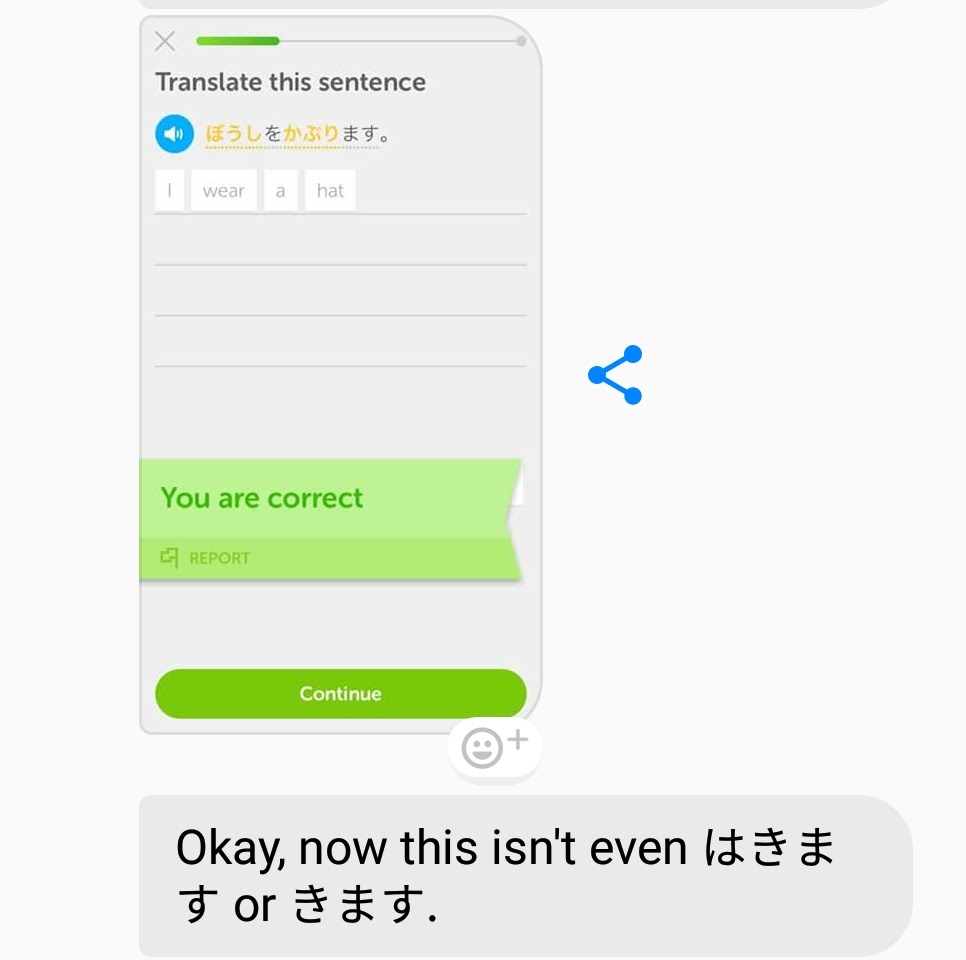 Translate this sentence
ぼうしをかぶります。
I wear a hat
You are correct
REPORT
Continue
Okay, now this isn't even はきま
す or きます.